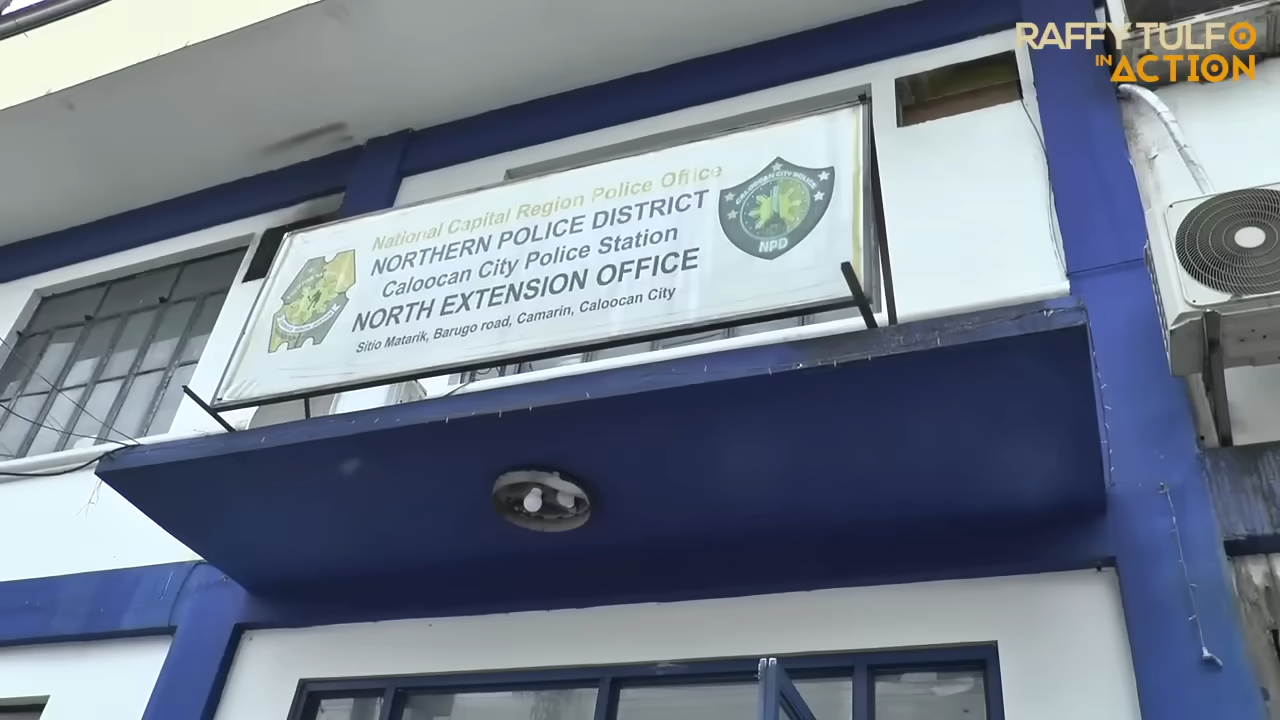 RAFFY TULFO
IN ACTION
National Capital Region Police Office
NORTHERN POLICE DISTRICT
Caloocan City Police Station
NORTH EXTENSION OFFICE
Sitio Matarik, Barugo road, Camarin, Caloocan City
CALOOCAN CITY POLICE
NPD